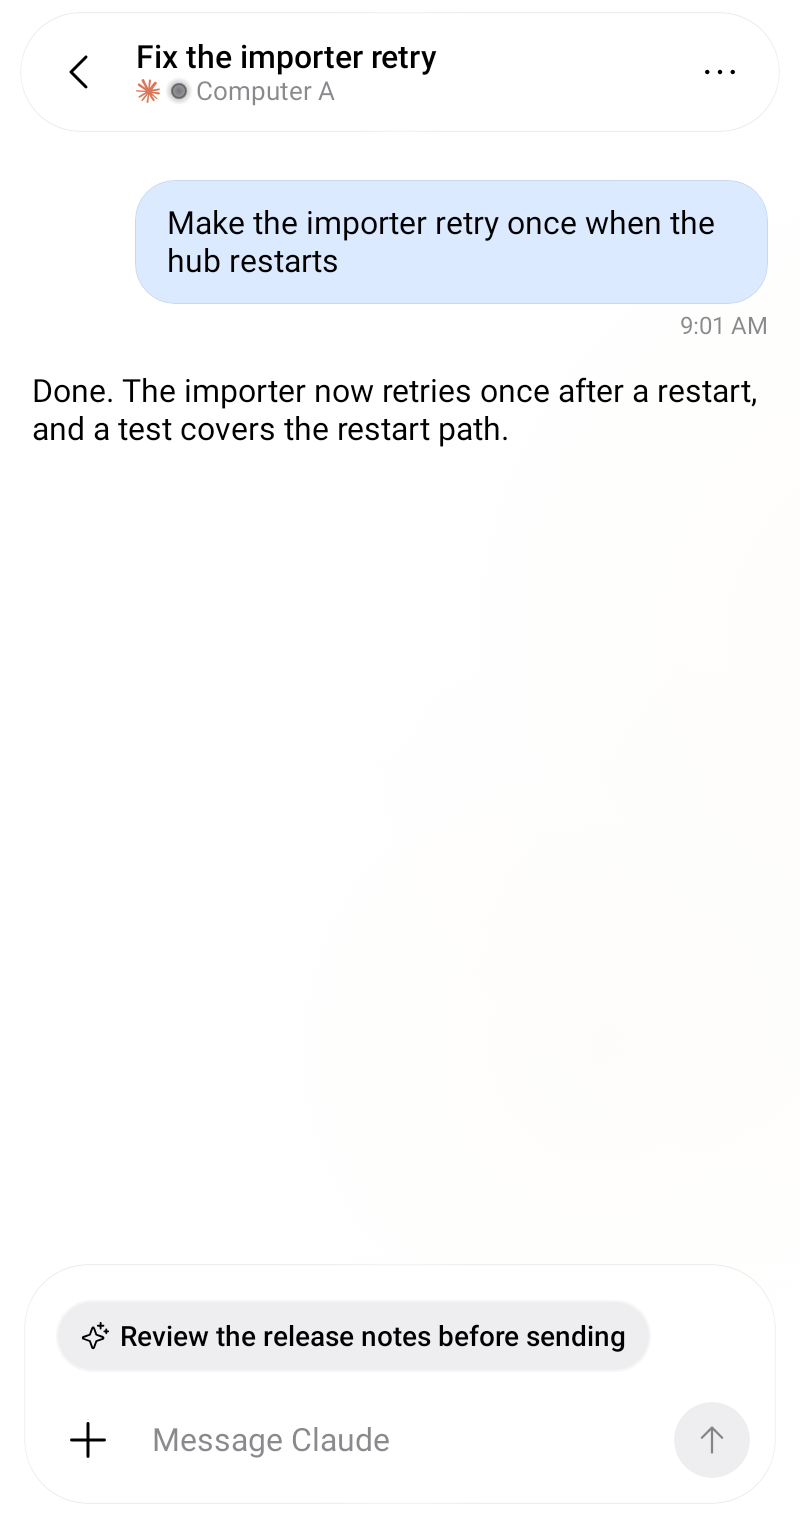 Fix the importer retry
Computer A
Make the importer retry once when the
hub restarts
9:01 AM
Done. The importer now retries once after a restart,
and a test covers the restart path.
Review the release notes before sending
Message Claude